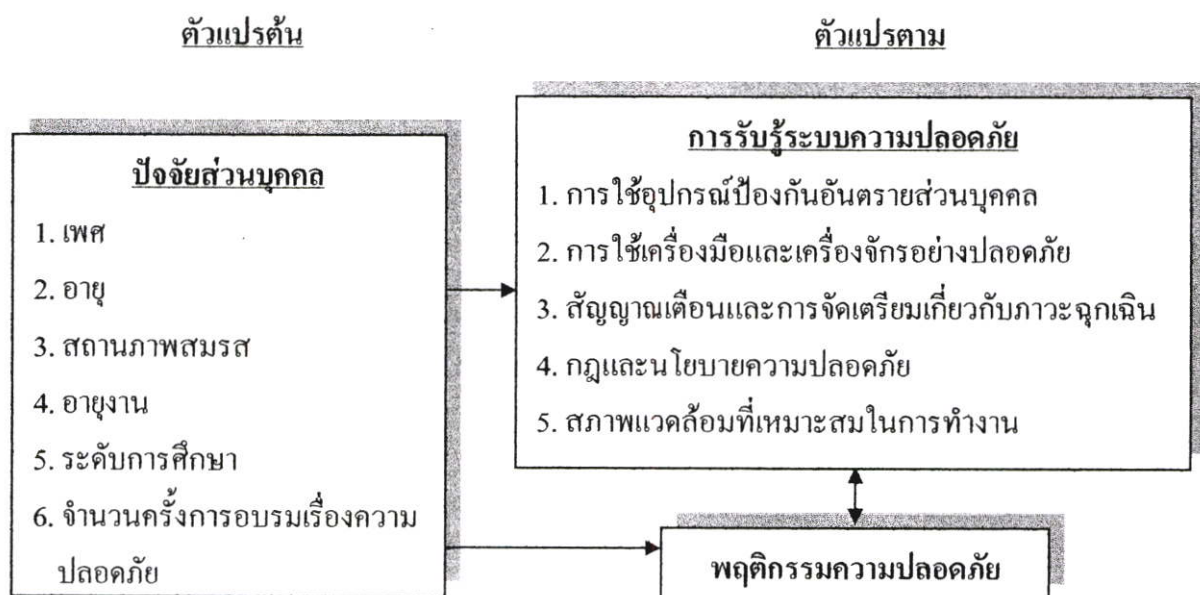 ตัวแปรต้น
ตัวแปรตาม
ปัจจัยส่วนบุคคล
1. เพศ
2. อายุ
3. สถานภาพสมรส
4. อายุงาน
5. ระดับการศึกษา
6. จำนวนครั้งการอบรมเรื่องความ
ปลอดภัย
การรับรู้ระบบความปลอดภัย
1. การใช้อุปกรณ์ป้องกันอันตรายส่วนบุคคล
2. การใช้เครื่องมือและเครื่องจักรอย่างปลอดภัย
3. สัญญาณเตือนและการจัดเตรียมเกี่ยวกับภาวะฉุกเฉิน
4. กฎและนโยบายความปลอดภัย
5. สภาพแวดล้อมที่เหมาะสมในการทำงาน
พฤติกรรมความปลอดภัย